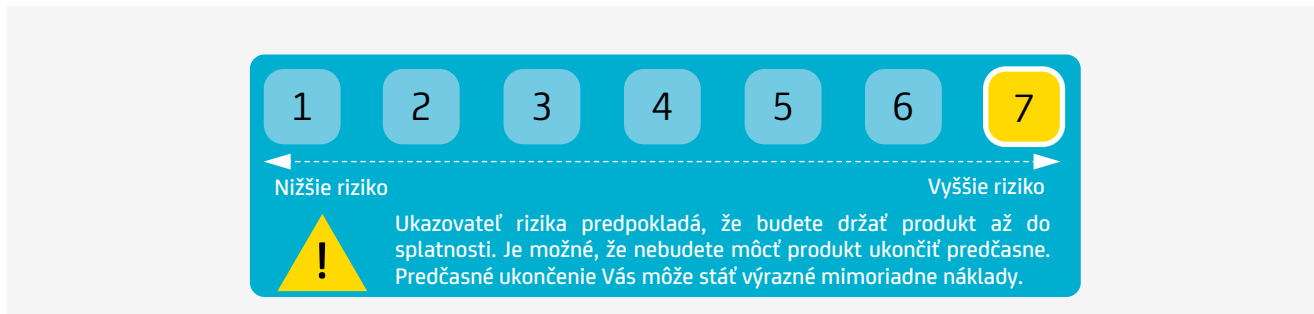 1 2 3 4 5 6 7
Nižšie riziko Vyššie riziko
!
Ukazovateľ rizika predpokladá, že budete držať produkt až do
splatnosti. Je možné, že nebudete môcť produkt ukončiť predčasne.
Predčasné ukončenie Vás môže stáť výrazné mimoriadne náklady.